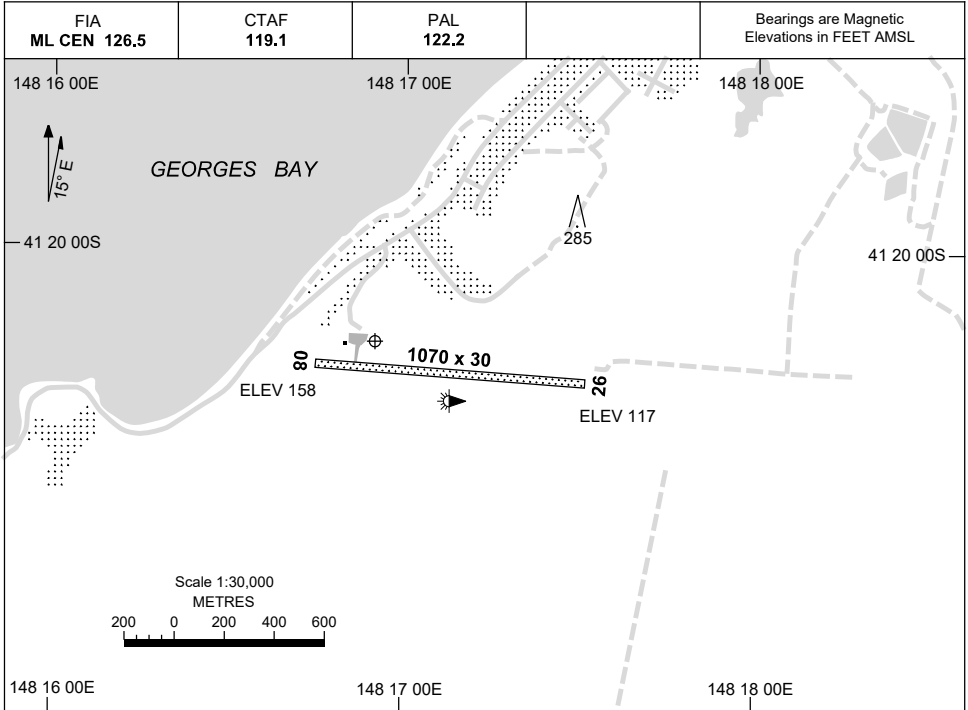 FIA
ML CEN 126.5
CTAF
119.1
PAL
122.2
Bearings are Magnetic
Elevations in FEET AMSL
148 16 00E
148 17 00E
148 18 00E
15° E
GEORGES BAY
285
41 20 00S
41 20 00S
08
1070 x 30
26
ELEV 158
ELEV 117
Scale 1:30,000
METRES
200 0 200 400 600
148 16 00E
148 17 00E
148 18 00E